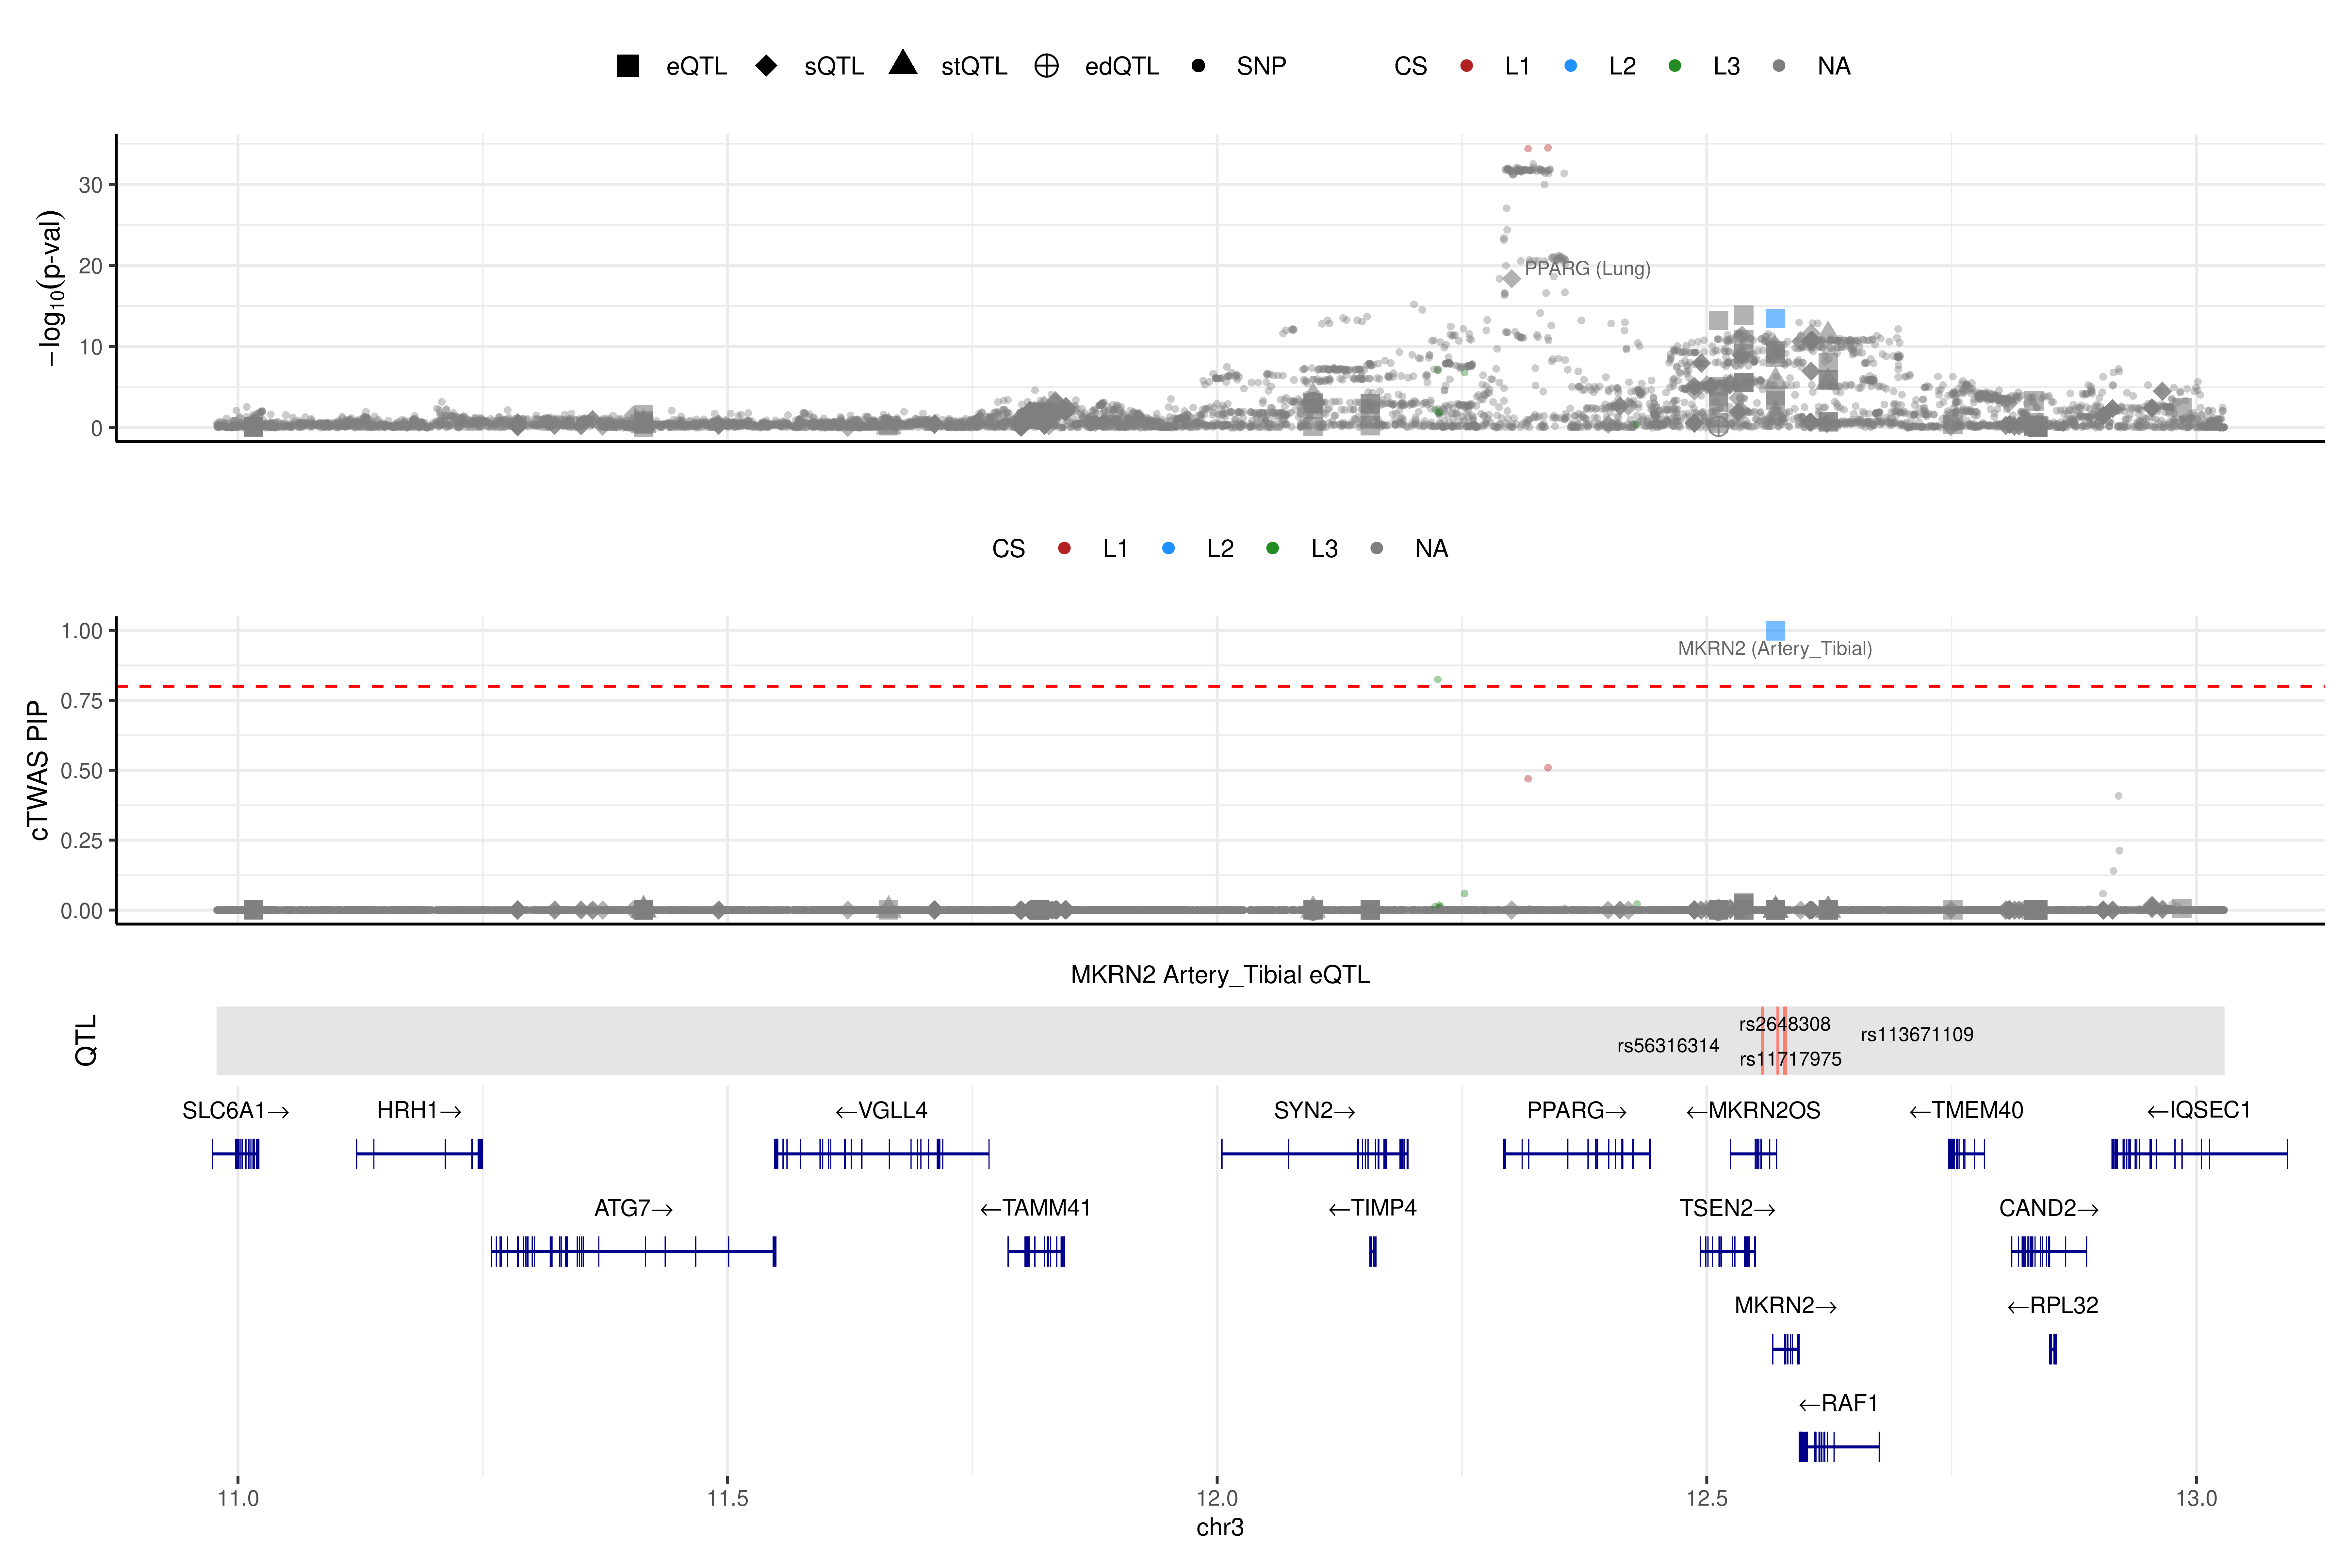 eQTL sQTL stQTL edQTL SNP CS L1 L2 L3 NA
−log10(p-val)
30
20
10
0
PPARG (Lung)
CS L1 L2 L3 NA
cTWAS PIP
1.00
0.75
0.50
0.25
0.00
MKRN2 (Artery_Tibial)
MKRN2 Artery_Tibial eQTL
QTL
rs2648308
rs113671109
rs56316314
rs11717975
SLC6A1→ HRH1→ ←VGLL4 SYN2→ PPARG→ ←MKRN2OS ←TMEM40 ←IQSEC1
ATG7→ ←TAMM41 ←TIMP4 TSEN2→ CAND2→
MKRN2→ ←RPL32
←RAF1
11.0 11.5 12.0 12.5 13.0
chr3